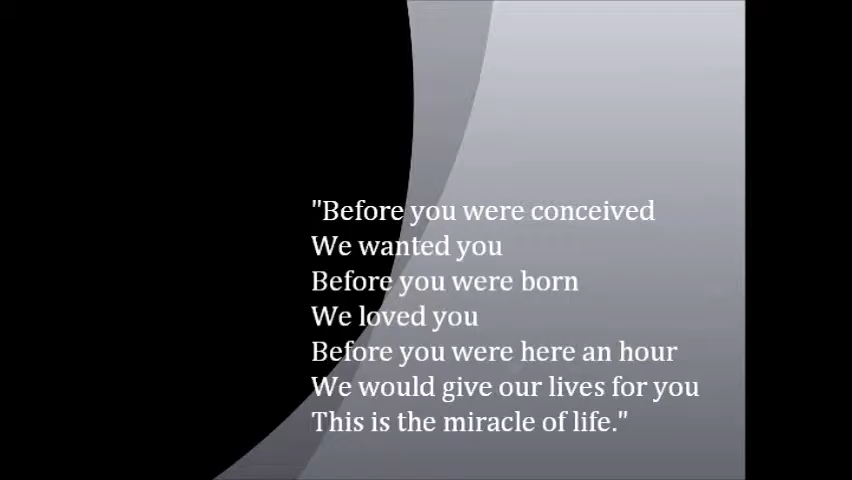 "Before you were conceived
We wanted you
Before you were born
We loved you
Before you were here an hour
We would give our lives for you
This is the miracle of life."